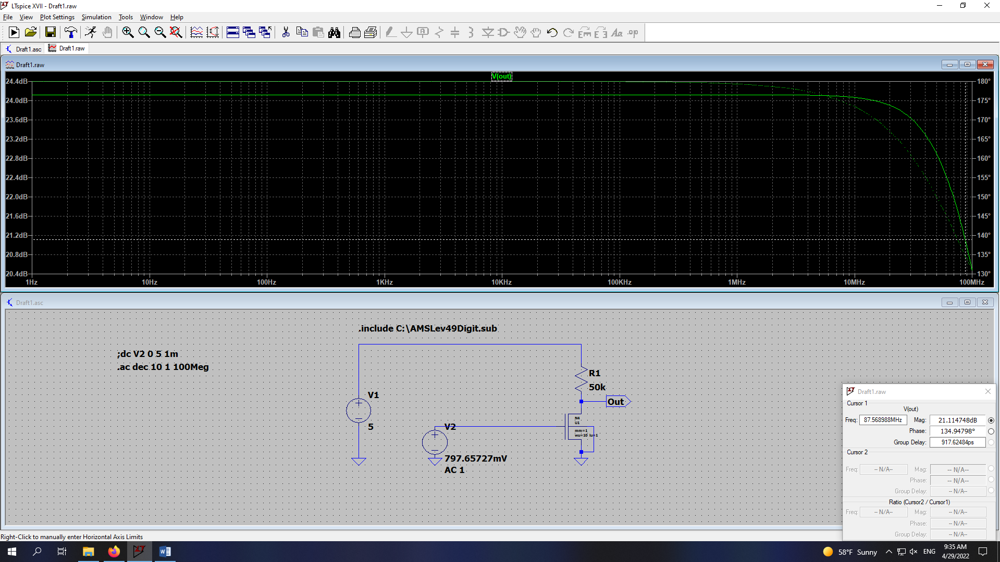 LTspice XVII - Draft1.raw
File View Plot Settings Simulation Tools Window Help
Draft1.asc Draft1.raw
Draft1.raw
V(out)
24.4dB 180°
24.0dB 175°
23.6dB 170°
23.2dB 165°
22.8dB 160°
22.4dB 155°
22.0dB 150°
21.6dB 145°
21.2dB 140°
20.8dB 135°
20.4dB 130°
1Hz 10Hz 100Hz 1KHz 10KHz 100KHz 1MHz 10MHz 100MHz
Draft1.asc
.include C:\AMSLev49Digit.sub
;dc V2 0 5 1m
.ac dec 10 1 100Meg
R1
50k
V1
5
Out
N4
U1
mm=1
wu=10 lu=1
V2
797.65727mV
AC 1
Draft1.raw
Cursor 1
V(out)
Freq: 87.568988MHz Mag: 21.114748dB
Phase: 134.94798°
Group Delay: 917.62484ps
Cursor 2
Freq: -- N/A-- Mag: -- N/A--
Phase: -- N/A--
Group Delay: -- N/A--
Ratio (Cursor2 / Cursor1)
Freq: -- N/A-- Mag: -- N/A--
Phase: -- N/A--
Group Delay: -- N/A--
Right-Click to manually enter Horizontal Axis Limits
58°F Sunny ENG
9:35 AM
4/29/2022